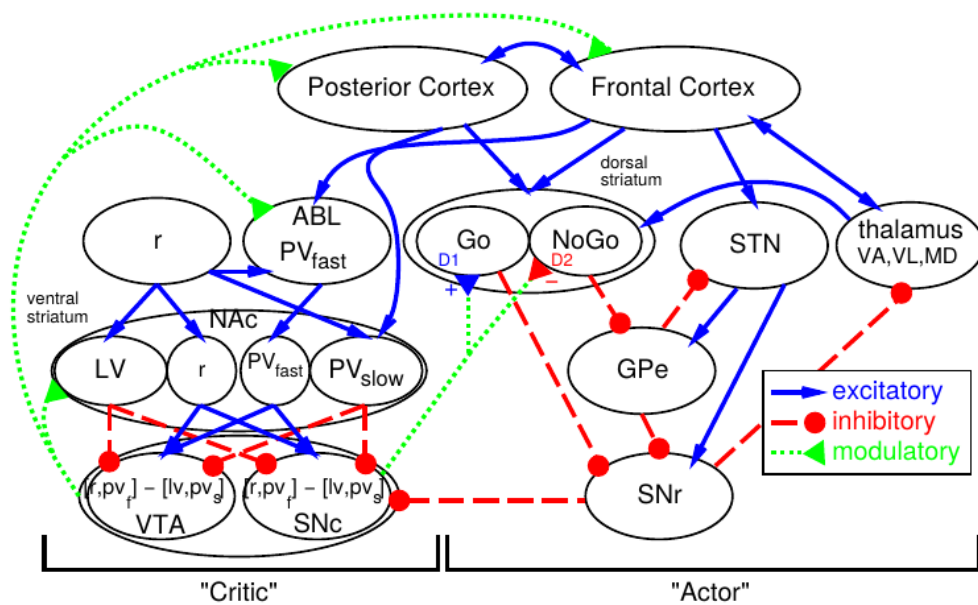 Posterior Cortex
Frontal Cortex
dorsal
striatum
r
ABL
PVfast
Go
NoGo
D1
D2
+
−
STN
thalamus
VA,VL,MD
ventral
striatum
NAc
LV
r
PVfast
PVslow
GPe
excitatory
inhibitory
modulatory
[r,pvf] − [lv,pvs]
VTA
[r,pvf] − [lv,pvs]
SNc
SNr
"Critic"
"Actor"